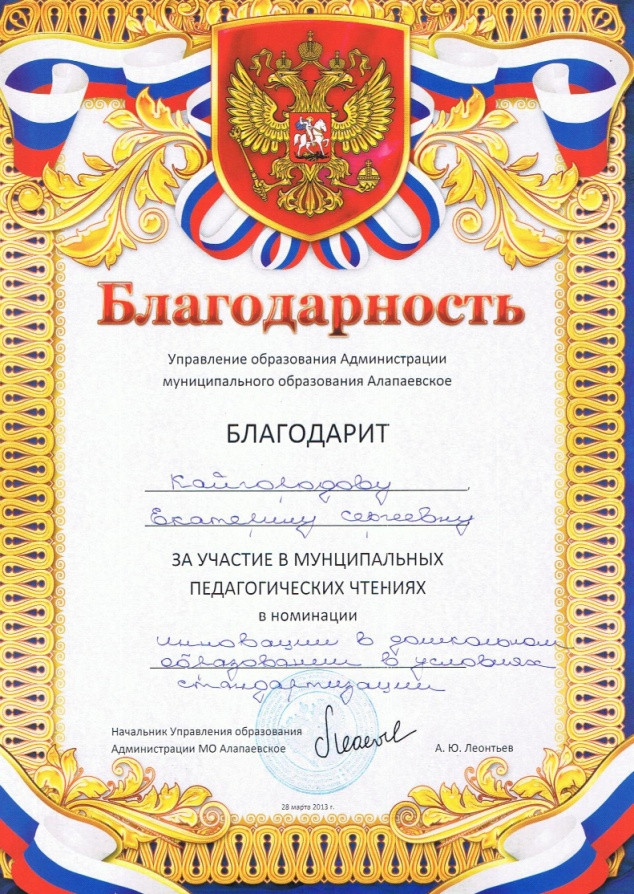 Благодарность
Управление образования Администрации
муниципального образования Алапаевское
БЛАГОДАРИТ
Кайгородову,
Екатерину Сергеевну
ЗА УЧАСТИЕ В МУНЦИПАЛЬНЫХ
ПЕДАГОГИЧЕСКИХ ЧТЕНИЯХ
в номинации
инновации в дошкольном
образовании в условиях
стандартизации
Начальник Управления образования
Администрации МО Алапаевское
А. Ю. Леонтьев
28 марта 2013 г.